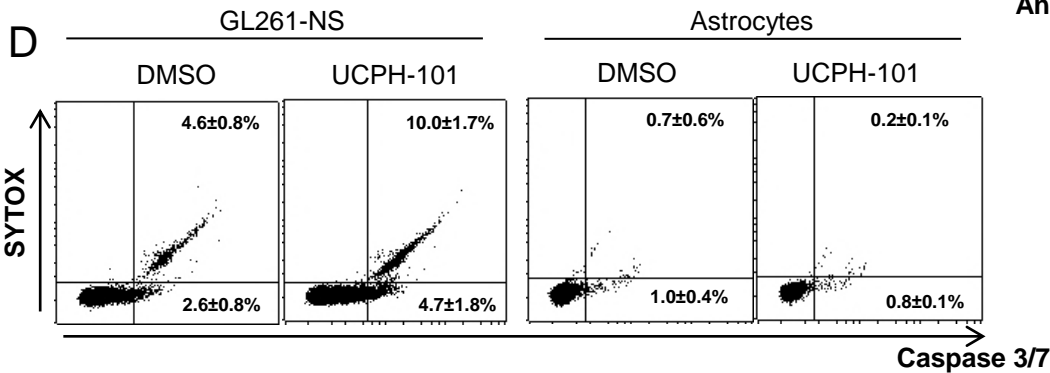 An
D
GL261-NS
Astrocytes
DMSO
UCPH-101
DMSO
UCPH-101
4.6±0.8%
10.0±1.7%
0.7±0.6%
0.2±0.1%
SYTOX
2.6±0.8%
4.7±1.8%
1.0±0.4%
0.8±0.1%
Caspase 3/7